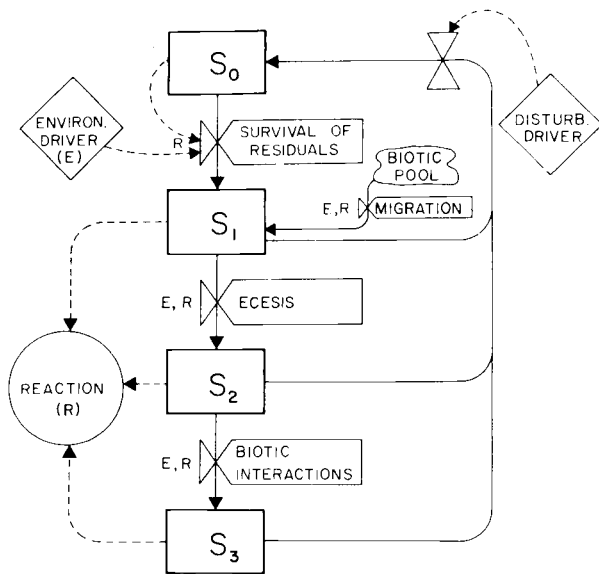 S0
ENVIRON.
DRIVER
(E)
R
SURVIVAL OF
RESIDUALS
DISTURB.
DRIVER
BIOTIC
POOL
E, R
MIGRATION
S1
E, R
ECESIS
S2
REACTION
(R)
E, R
BIOTIC
INTERACTIONS
S3